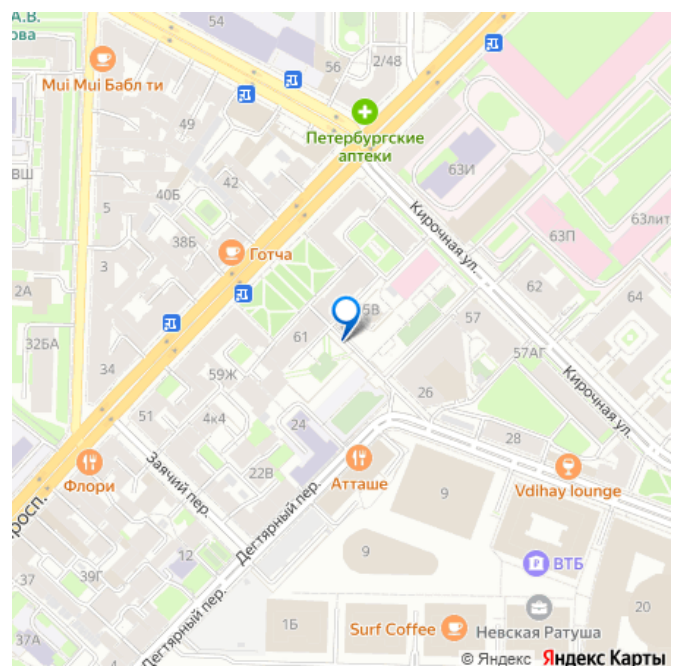 А.В.
ова
Mui Mui Бабл ти
56
2/48
49
Петербургские
аптеки
ВШ
42
40Б
5
63И
63лит
63П
Кирочная ул.
38Б
Готча
3
2А
62
64
5В
57
32БА
61
57АГ
34
59Ж
Кирочная ул.
26
51
4к4
24
28
Заячий пер.
Флори
22В
Атташе
Vdihay lounge
росп.
9
Дегтярный пер.
12
9
ВТБ
37
39Г
Дегтярный пер.
20
1Б
Surf Coffee
Невская Ратуша
37А
© Яндекс Яндекс Карты